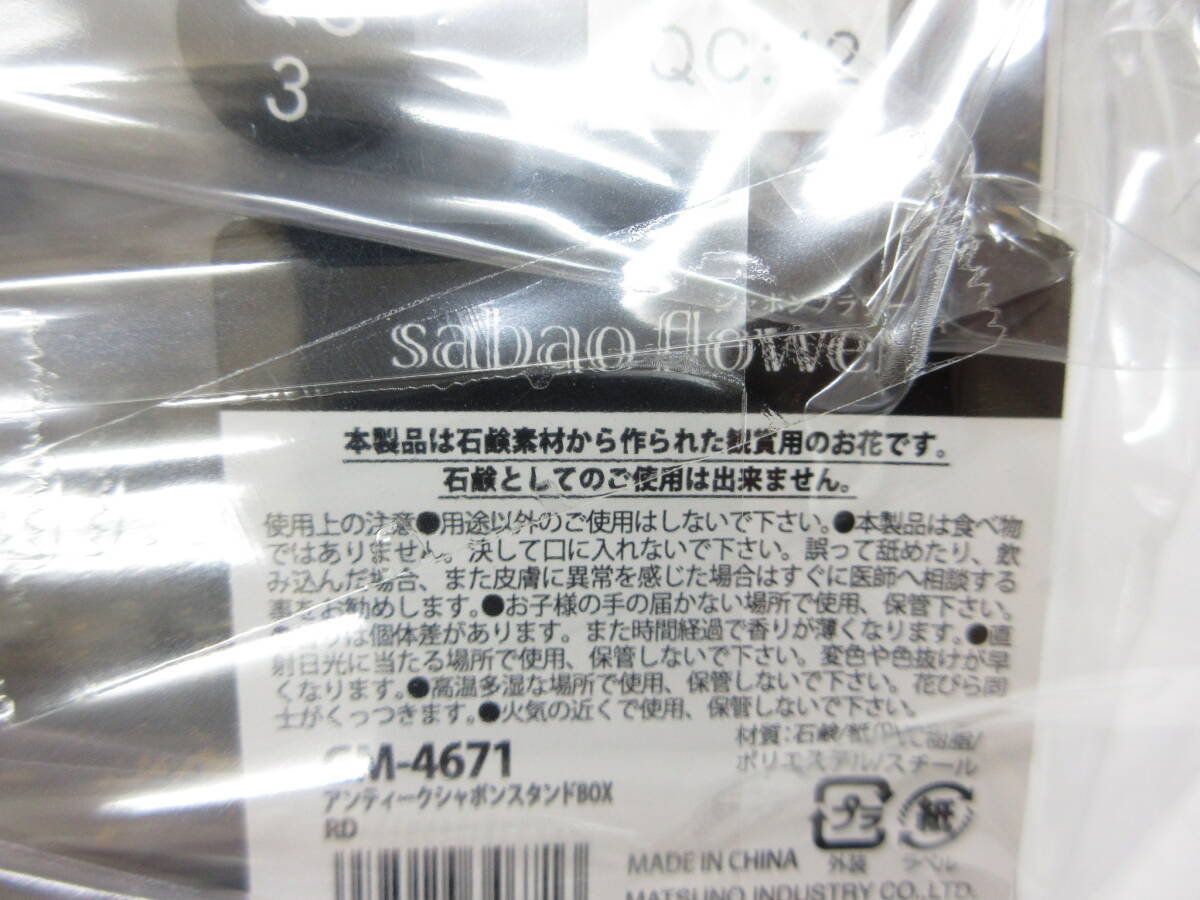 3
QC:
sabao flower
本製品は石鹸素材から作られた観賞用のお花です。
石鹸としてのご使用は出来ません。
使用上の注意●用途以外のご使用はしないで下さい。●本製品は食べ物
ではありません。決して口に入れないで下さい。誤って舐めたり、飲
み込んだ場合、また皮膚に異常を感じた場合はすぐに医師へ相談する
事をお勧めします。●お子様の手の届かない場所で使用、保管下さい。
は個体差があります。また時間経過で香りが薄くなります。●直
射日光に当たる場所で使用、保管しないで下さい。変色や色抜けが早
くなります。●高温多湿な場所で使用、保管しないで下さい。花びら同
士がくっつきます。●火気の近くで使用、保管しないで下さい。
材質:石鹸/紙/PVC樹脂/
ポリエステル/スチール
M-4671
アンティークシャボンスタンドBOX
RD
プラ
外装
紙
ラベル
MADE IN CHINA
MATSUNO INDUSTRY CO.,LTD.